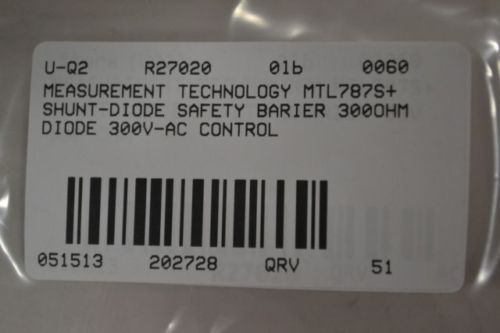 U-Q2 R27020 01b 0060
MEASUREMENT TECHNOLOGY MTL787S+
SHUNT-DIODE SAFETY BARIER 300OHM
DIODE 300V-AC CONTROL
051513 202728 QRV 51